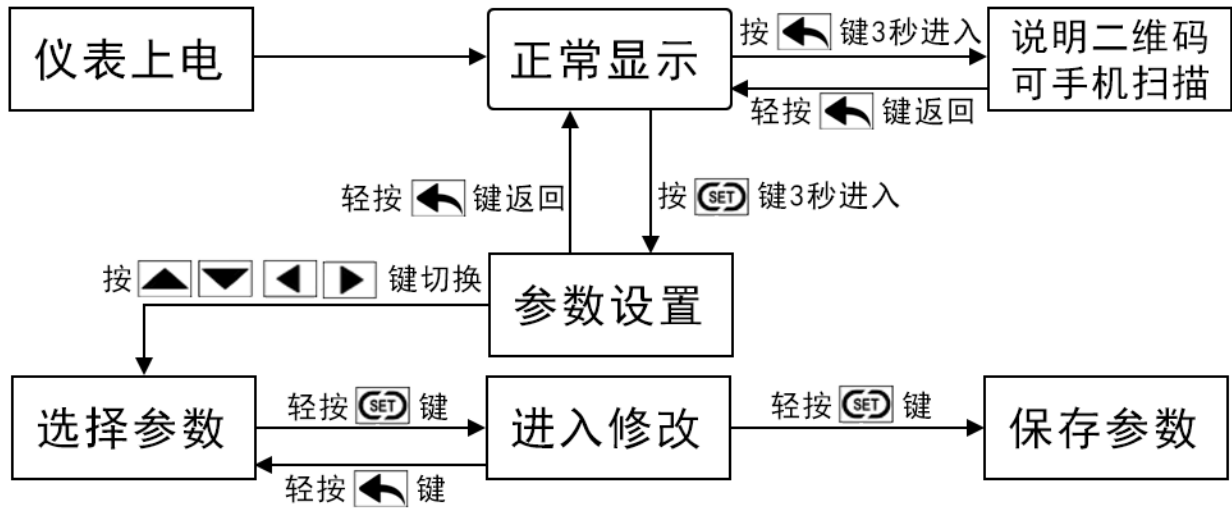 仪表上电
正常显示
按 键3秒进入
说明二维码
可手机扫描
轻按 键返回
轻按 键返回
按 SET 键3秒进入
按 键切换
参数设置
选择参数
轻按 SET 键
进入修改
轻按 SET 键
保存参数
轻按 键